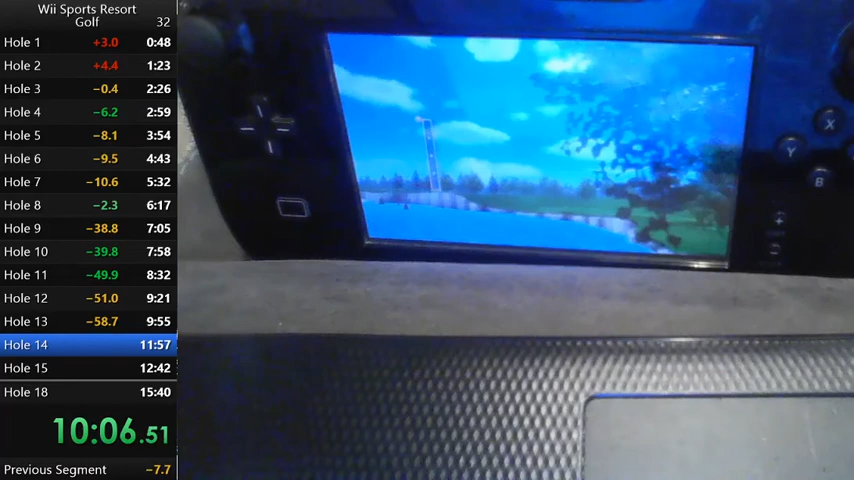 Wii Sports Resort
Golf 32
Hole 1 +3.0 0:48
Hole 2 +4.4 1:23
Hole 3 −0.4 2:26
Hole 4 −6.2 2:59
Hole 5 −8.1 3:54
Hole 6 −9.5 4:43
Hole 7 −10.6 5:32
Hole 8 −2.3 6:17
Hole 9 −38.8 7:05
Hole 10 −39.8 7:58
Hole 11 −49.9 8:32
Hole 12 −51.0 9:21
Hole 13 −58.7 9:55
Hole 14 11:57
Hole 15 12:42
Hole 18 15:40
10:06.51
Previous Segment −7.7
X
Y
B
+
−